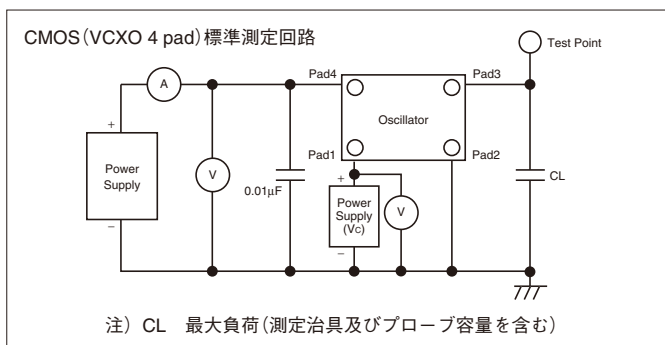 CMOS(VCXO 4 pad)標準測定回路
Test Point
A
Pad4
Pad3
Oscillator
+
Power
Supply
−
V
0.01μF
Pad1
Pad2
+
Power
Supply
(Vc)
−
V
CL
注) CL 最大負荷(測定治具及びプローブ容量を含む)